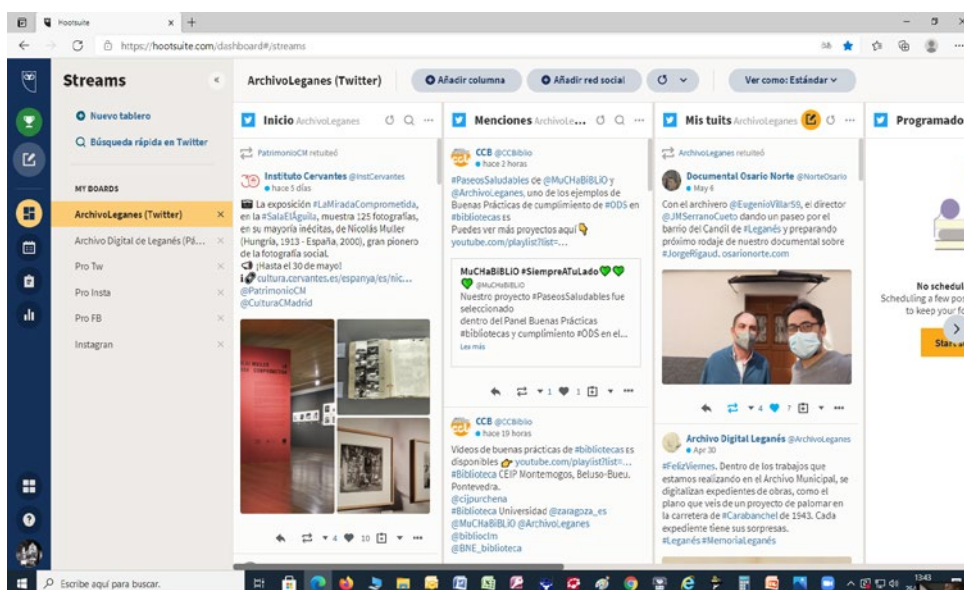 Hootsuite
https://hootsuite.com/dashboard#/streams
Streams
Nuevo tablero
Búsqueda rápida en Twitter
MY BOARDS
ArchivoLeganes (Twitter)
Archivo Digital de Leganés (Pá...
Pro Tw
Pro Insta
Pro FB
Instagran
ArchivoLeganes (Twitter)
Añadir columna
Añadir red social
Ver como: Estándar
Inicio ArchivoLeganes
PatrimonioCM retuiteó
Instituto Cervantes @InstCervantes
hace 3 días
La exposición #LaMiradaComprometida,
en la #SalaElÁguila, muestra 125 fotografías,
en su mayoría inéditas, de Nicolás Muller
(Hungría, 1913 - España, 2000), gran pionero
de la fotografía social.
¡Hasta el 30 de mayo!
cultura.cervantes.es/espanya/es/nic...
@PatrimonioCM
@CulturaCMadrid
4 10
Menciones ArchivoLe...
CCB @CCBiblio
hace 2 horas
#PaseosSaludables de @MuCHaBiBLiO y
@ArchivoLeganes, uno de los ejemplos de
Buenas Prácticas de cumplimiento de #ODS en
#bibliotecas ES
Puedes ver más proyectos aquí
youtube.com/playlist?list=...
MuCHaBiBLiO #SiempreATuLado
@MuCHaBiBLiO
Nuestro proyecto #PaseosSaludables fue
seleccionado
dentro del Panel Buenas Prácticas
#bibliotecas y cumplimiento #ODS en el...
Lea más
1 1
CCB @CCBiblio
hace 19 horas
Vídeos de buenas prácticas de #bibliotecas ES
disponibles youtube.com/playlist?list=...
#Biblioteca CEIP Montemogos, Beluso-Bueu.
Pontevedra.
@cijpurchena
#Biblioteca Universidad @zaragoza_es
@MuCHaBiBLiO @ArchivoLeganes
@biblioclm
@BNE_biblioteca
Mis tuits ArchivoLeganes
ArchivoLeganes retuiteó
Documental Osario Norte @NorteOsario
May 6
Con el archivero @EugenioVillar59, el director
@JMSerranoCueto dando un paseo por el
barrio del Candil de #Leganés y preparando
próximo rodaje de nuestro documental sobre
#JorgeRigaud. osarionorte.com
4 7
Archivo Digital Leganés @ArchivoLeganes
Apr 30
#FelizViernes. Dentro de los trabajos que
estamos realizando en el Archivo Municipal, se
digitalizan expedientes de obras, como el
plano que veis de un proyecto de palomar en
la carretera de #Carabanchel de 1943. Cada
expediente tiene sus sorpresas.
#Leganés #MemoriaLeganés
Programado
No schedul
Scheduling a few pos
to keep your fo
Escribe aquí para buscar.
13:43